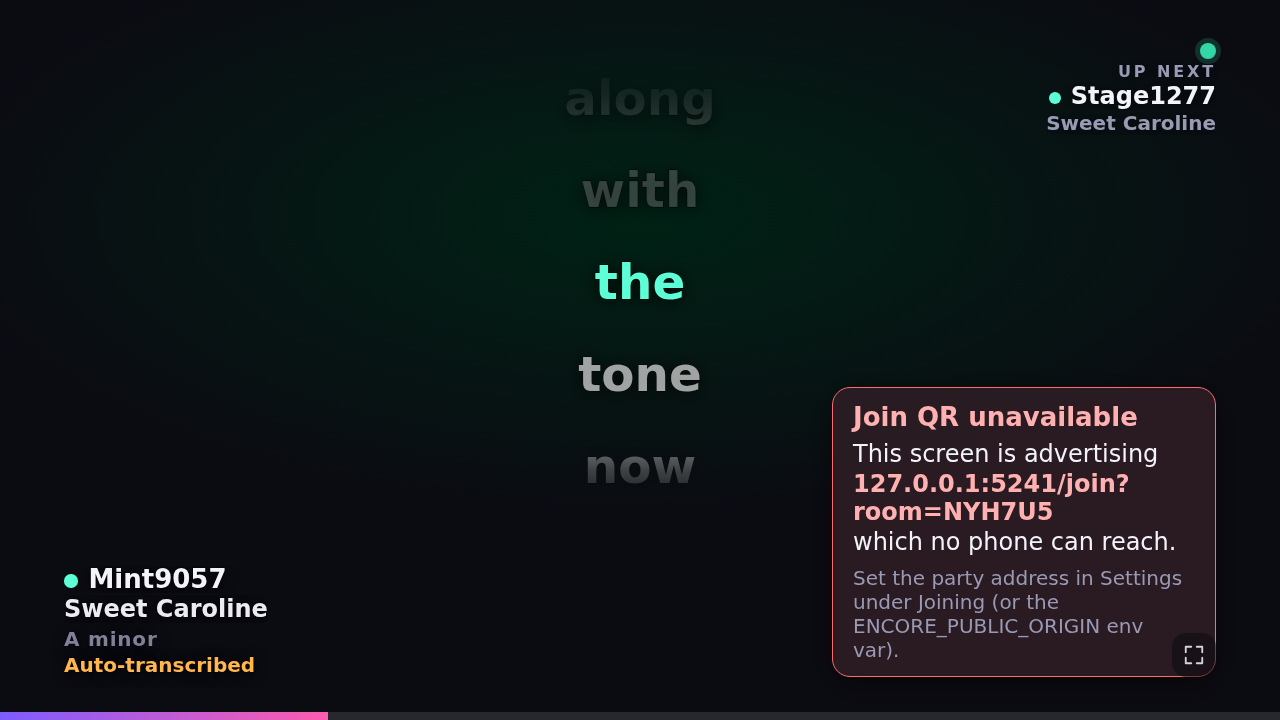 along
with
the
tone
now
UP NEXT
Stage1277
Sweet Caroline
Join QR unavailable
This screen is advertising
127.0.0.1:5241/join?
room=NYH7U5
which no phone can reach.
Set the party address in Settings
under Joining (or the
ENCORE_PUBLIC_ORIGIN env
var).
Mint9057
Sweet Caroline
A minor
Auto-transcribed